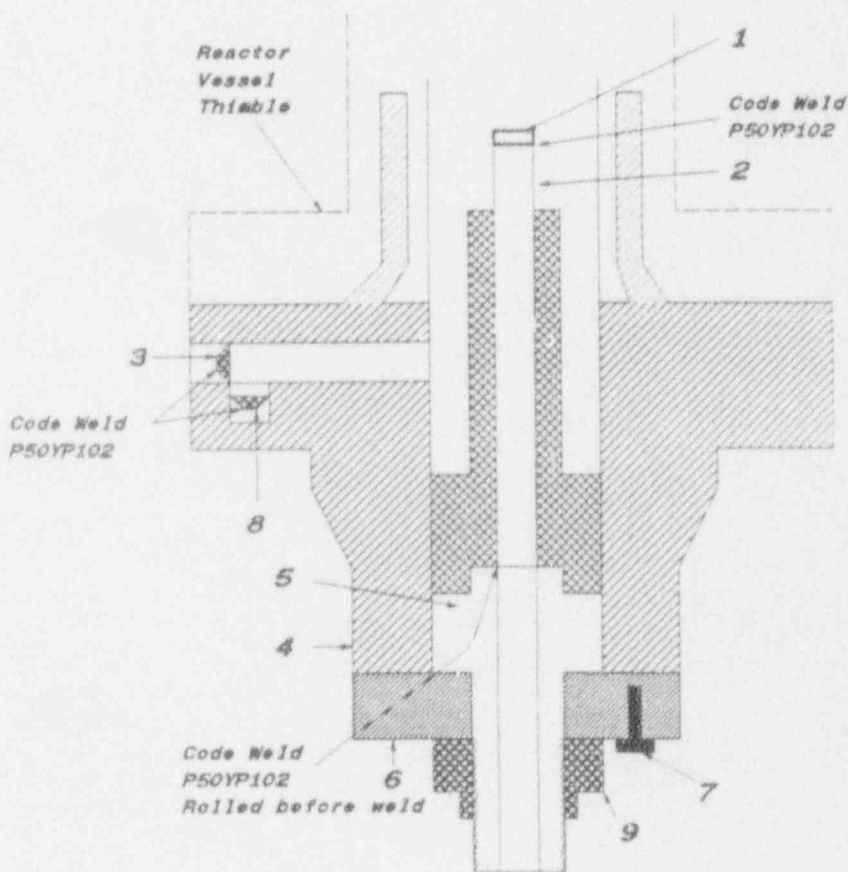 Reactor
Vessel
Thimble
1
Code Weld
P50YP102
2
3
Code Weld
P50YP102
8
5
4
Code Weld
P50YP102
Rolled before weld
6
7
9